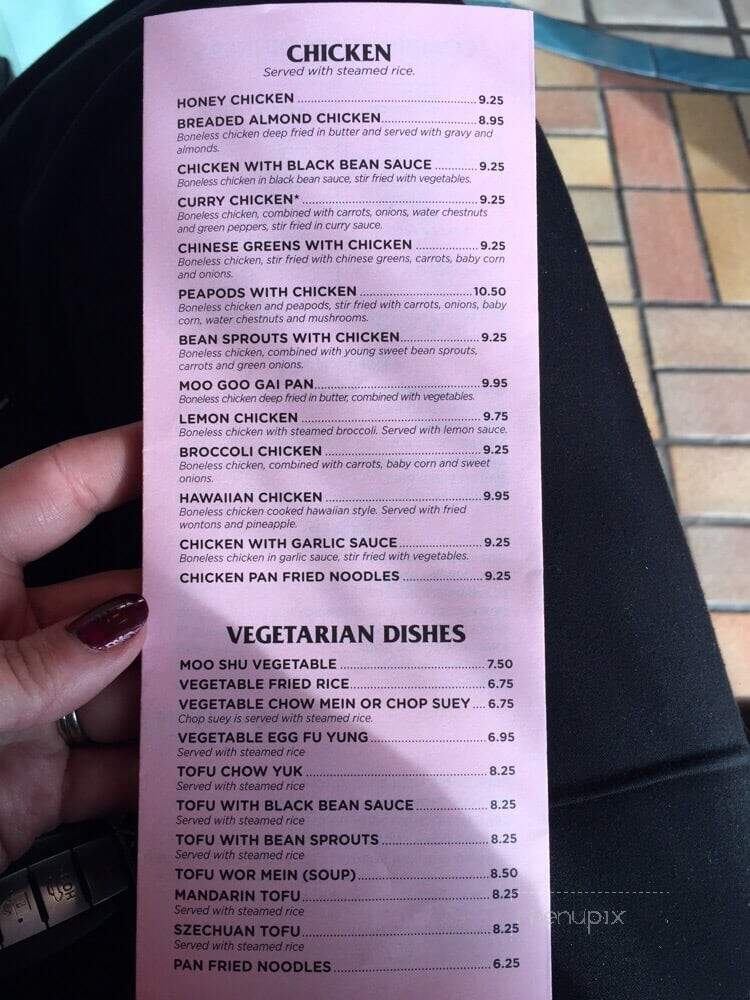 CHICKEN
Served with steamed rice.
HONEY CHICKEN ........ 9.25
BREADED ALMOND CHICKEN........ 8.95
Boneless chicken deep fried in butter and served with gravy and
almonds.
CHICKEN WITH BLACK BEAN SAUCE ........ 9.25
Boneless chicken in black bean sauce, stir fried with vegetables.
CURRY CHICKEN* ........ 9.25
Boneless chicken, combined with carrots, onions, water chestnuts
and green peppers, stir fried in curry sauce.
CHINESE GREENS WITH CHICKEN ........ 9.25
Boneless chicken, stir fried with chinese greens, carrots, baby corn
and onions.
PEAPODS WITH CHICKEN ........ 10.50
Boneless chicken and peapods, stir fried with carrots, onions, baby
corn, water chestnuts and mushrooms.
BEAN SPROUTS WITH CHICKEN........ 9.25
Boneless chicken, combined with young sweet bean sprouts,
carrots and green onions.
MOO GOO GAI PAN........ 9.95
Boneless chicken deep fried in butter, combined with vegetables.
LEMON CHICKEN ........ 9.75
Boneless chicken with steamed broccoli. Served with lemon sauce.
BROCCOLI CHICKEN ........ 9.25
Boneless chicken, combined with carrots, baby corn and sweet
onions.
HAWAIIAN CHICKEN ........ 9.95
Boneless chicken cooked hawaiian style. Served with fried
wontons and pineapple.
CHICKEN WITH GARLIC SAUCE ........ 9.25
Boneless chicken in garlic sauce, stir fried with vegetables.
CHICKEN PAN FRIED NOODLES ........ 9.25
VEGETARIAN DISHES
MOO SHU VEGETABLE ........ 7.50
VEGETABLE FRIED RICE........ 6.75
VEGETABLE CHOW MEIN OR CHOP SUEY .... 6.75
Chop suey is served with steamed rice.
VEGETABLE EGG FU YUNG........ 6.95
Served with steamed rice
TOFU CHOW YUK ........ 8.25
Served with steamed rice
TOFU WITH BLACK BEAN SAUCE........ 8.25
Served with steamed rice
TOFU WITH BEAN SPROUTS ........ 8.25
Served with steamed rice
TOFU WOR MEIN (SOUP)........ 8.50
MANDARIN TOFU........ 8.25
Served with steamed rice
SZECHUAN TOFU........ 8.25
Served with steamed rice
PAN FRIED NOODLES ........ 6.25
menupix